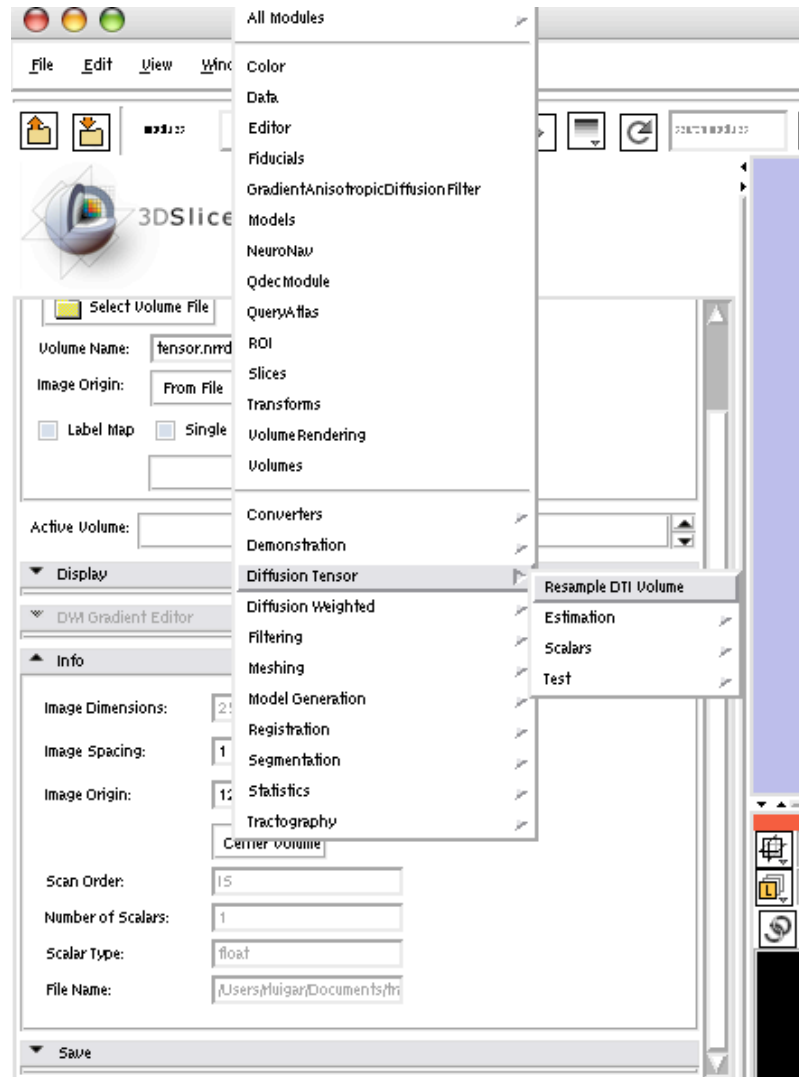 All Modules
File Edit View
Color
Data
Editor
Fiducials
GradientAnisotropicDiffusionFilter
Models
NeuroNav
QdecModule
QueryAtlas
ROI
Slices
Transforms
VolumeRendering
Volumes
Converters
Demonstration
Diffusion Tensor
Diffusion Weighted
Filtering
Meshing
Model Generation
Registration
Segmentation
Statistics
Tractography
Resample DTI Volume
Estimation
Scalars
Test
modules
3DSlice
Select Volume File
Volume Name: tensor.nrrd
Image Origin: From File
Label Map Single
Active Volume:
Display
DWI Gradient Editor
Info
Image Dimensions:
Image Spacing: 1
Image Origin: 12
Center Volume
Scan Order: IS
Number of Scalars: 1
Scalar Type: float
File Name:
Save
L